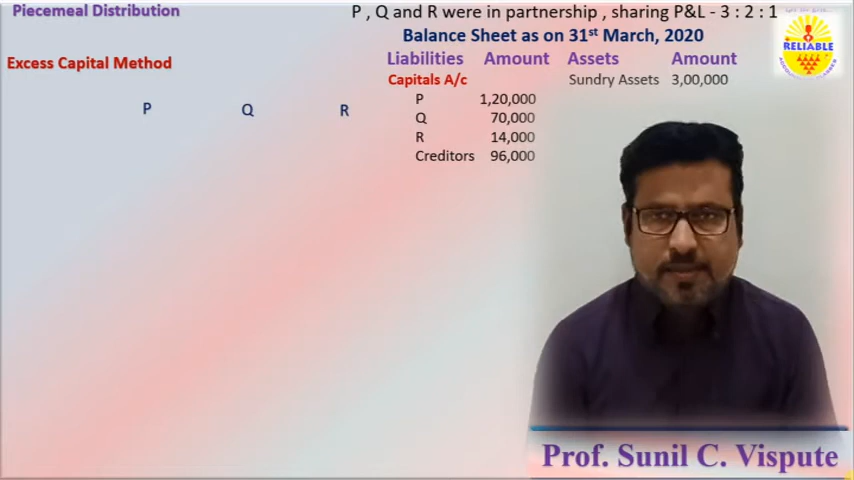 Piecemeal Distribution
P , Q and R were in partnership , sharing P&L - 3 : 2 : 1
Balance Sheet as on 31st March, 2020
Excess Capital Method
Liabilities Amount Assets Amount
Capitals A/c Sundry Assets 3,00,000
P Q R
P 1,20,000
Q 70,000
R 14,000
Creditors 96,000
RELIABLE
Prof. Sunil C. Vispute